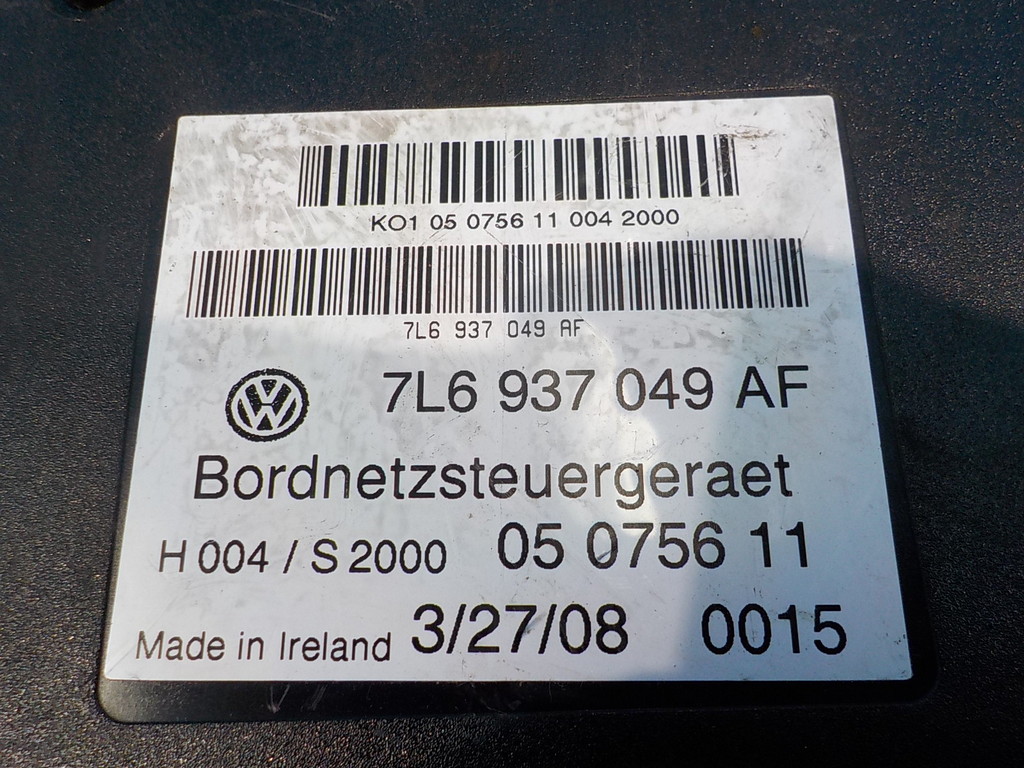 KO1 05 0756 11 004 2000
7L6 937 049 AF
7L6 937 049 AF
Bordnetzsteuergeraet
H 004 / S 2000 05 0756 11
Made in Ireland 3/27/08 0015